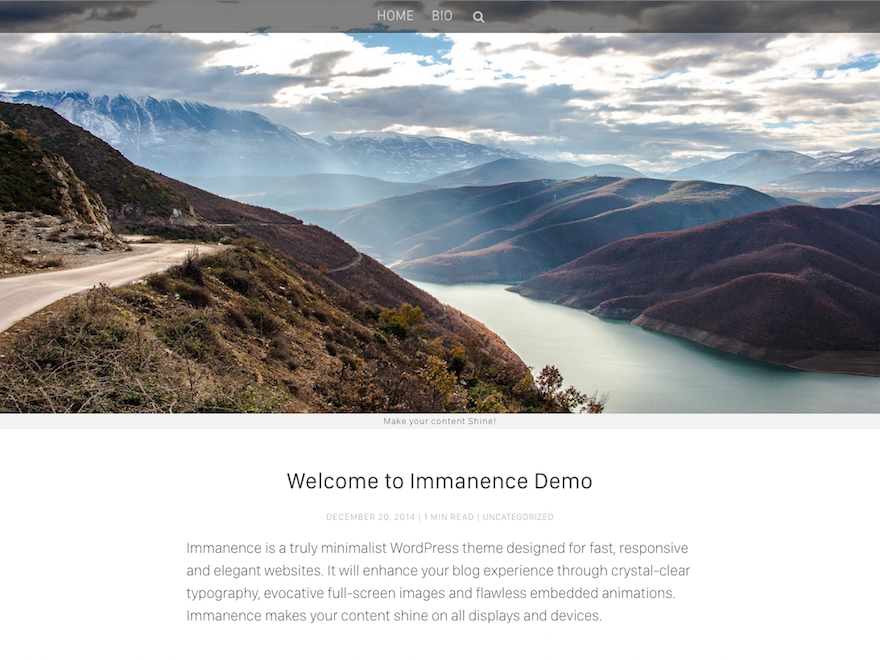 HOME BIO
Make your content Shine!
Welcome to Immanence Demo
DECEMBER 20, 2014 | 1 MIN READ | UNCATEGORIZED
Immanence is a truly minimalist WordPress theme designed for fast, responsive
and elegant websites. It will enhance your blog experience through crystal-clear
typography, evocative full-screen images and flawless embedded animations.
Immanence makes your content shine on all displays and devices.